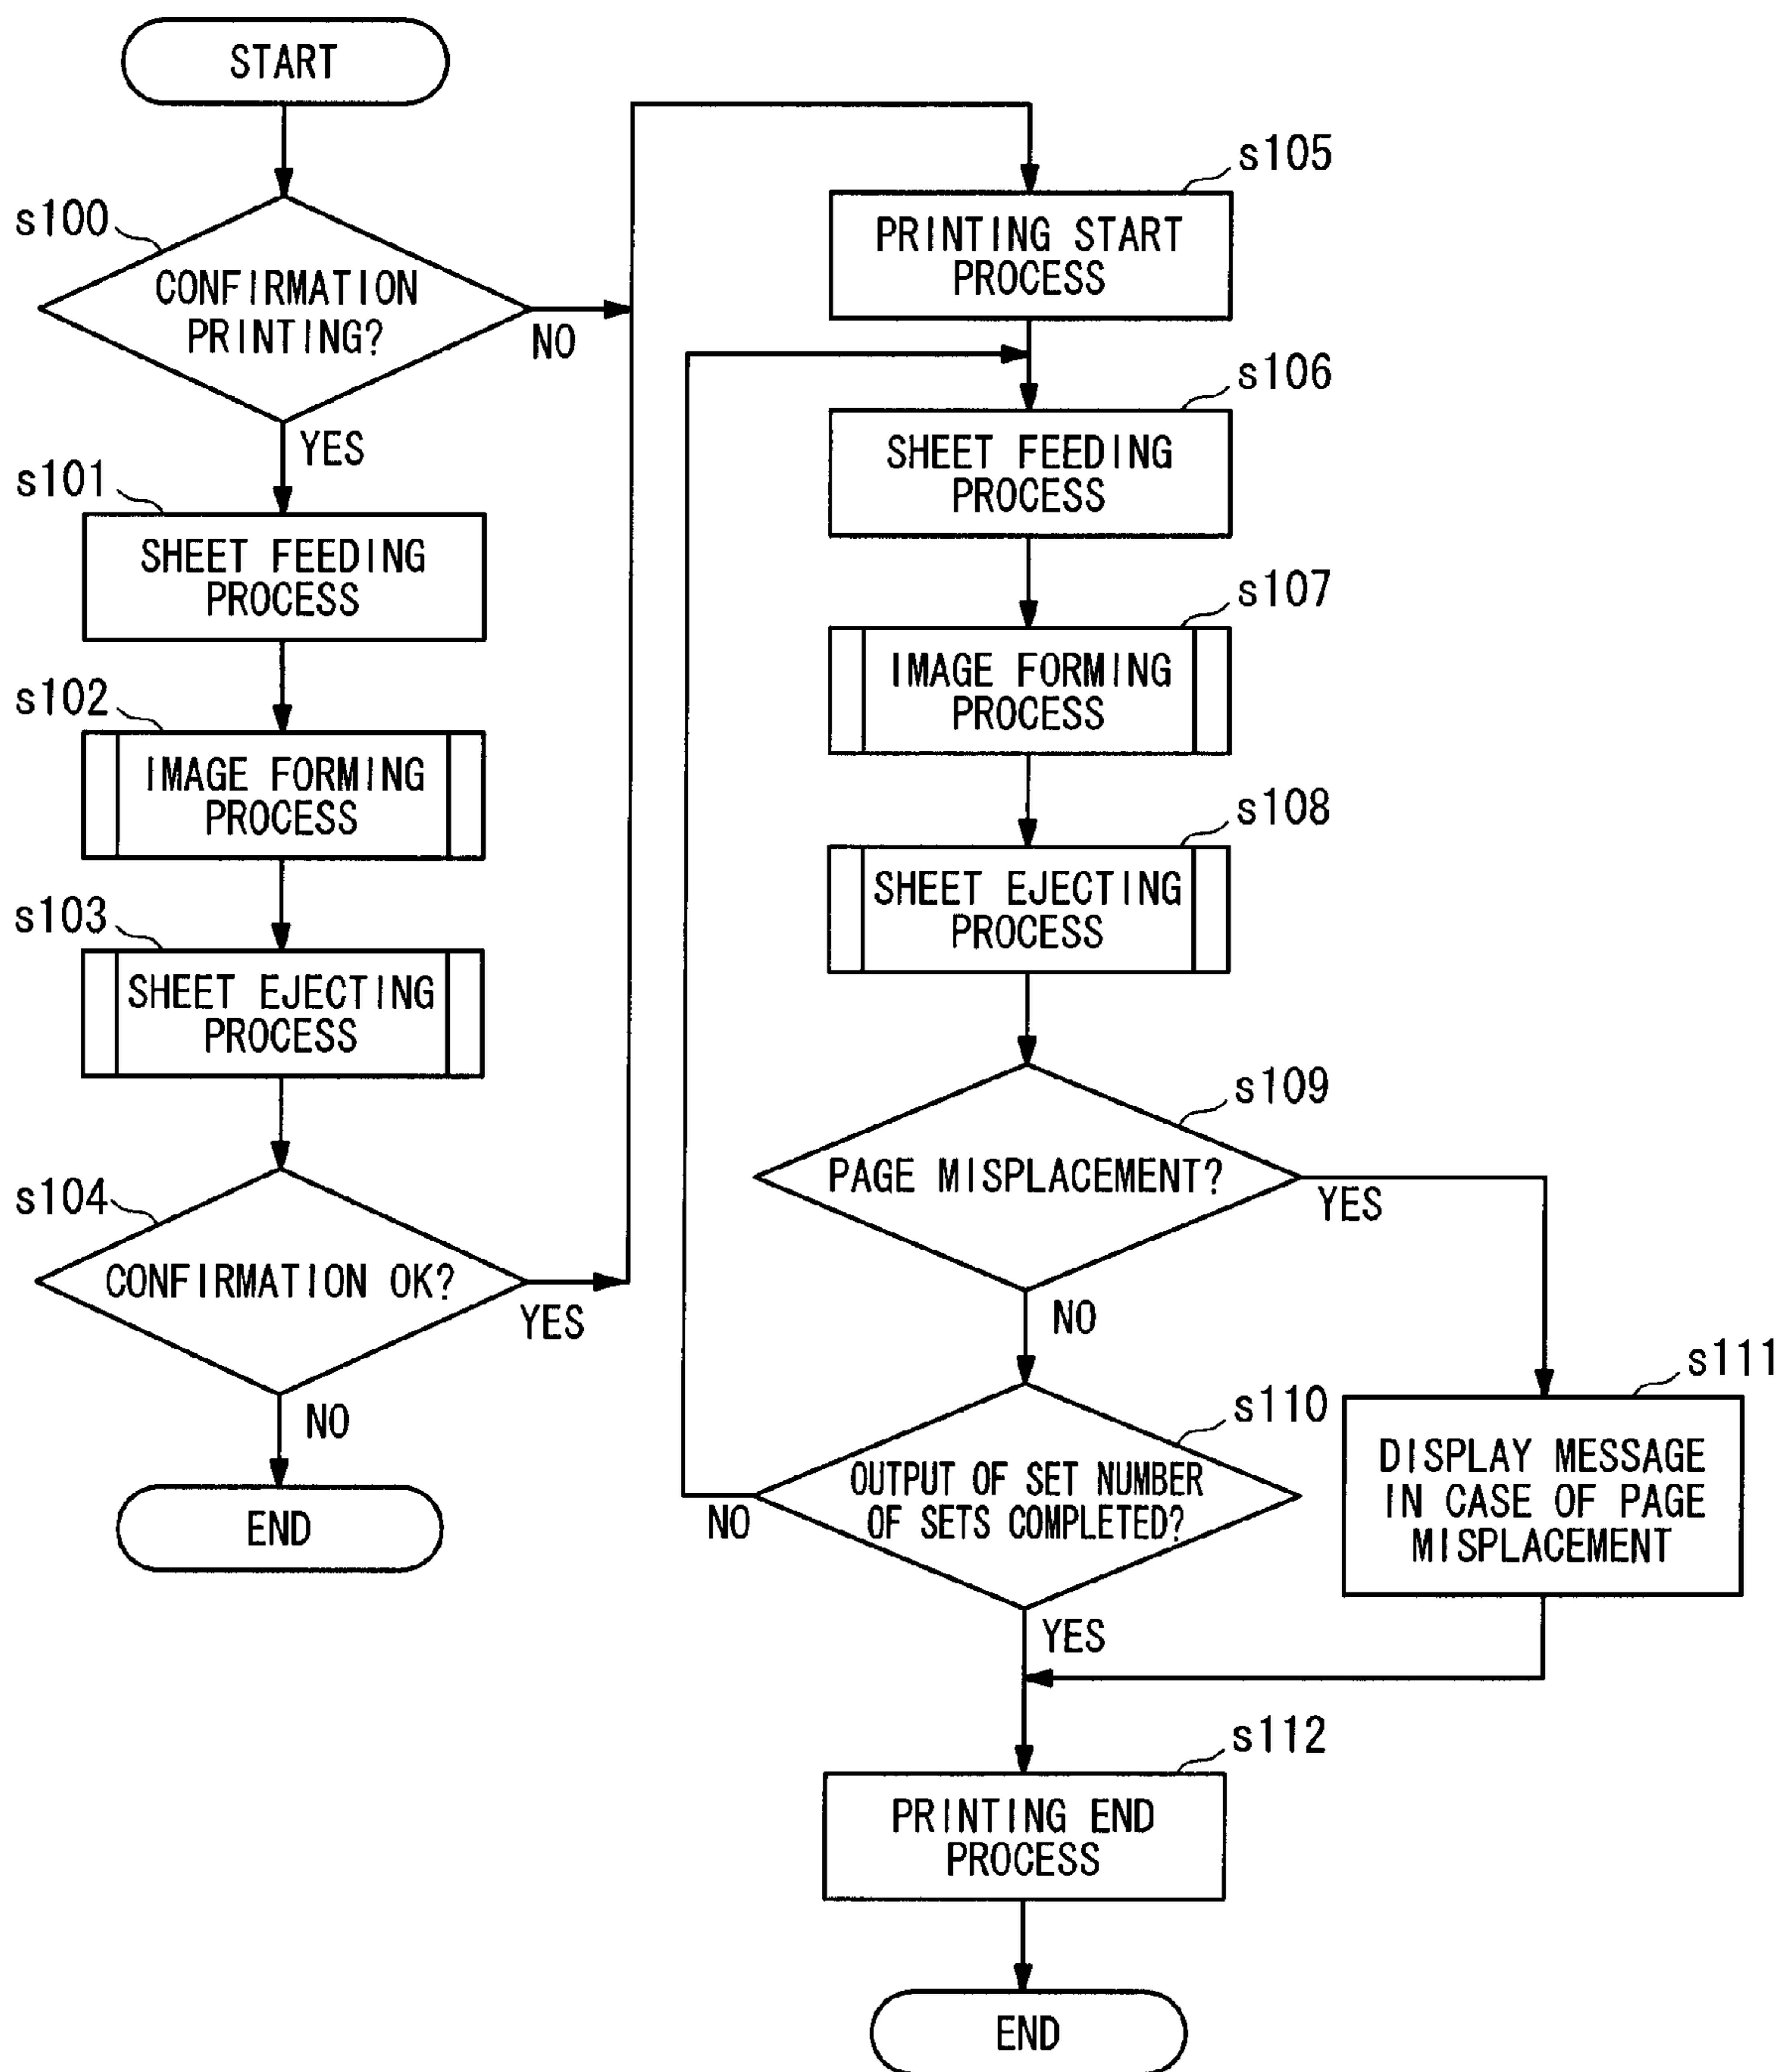 START
s100
CONFIRMATION
PRINTING?
NO
YES
s101
SHEET FEEDING
PROCESS
s102
IMAGE FORMING
PROCESS
s103
SHEET EJECTING
PROCESS
s104
CONFIRMATION OK?
YES
NO
END
s105
PRINTING START
PROCESS
s106
SHEET FEEDING
PROCESS
s107
IMAGE FORMING
PROCESS
s108
SHEET EJECTING
PROCESS
s109
PAGE MISPLACEMENT?
YES
NO
s110
OUTPUT OF SET NUMBER
OF SETS COMPLETED?
NO
YES
s111
DISPLAY MESSAGE
IN CASE OF PAGE
MISPLACEMENT
s112
PRINTING END
PROCESS
END